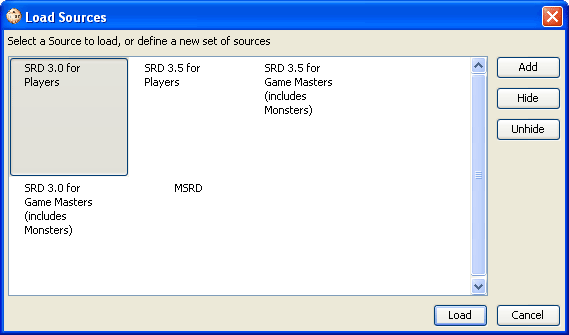 Load Sources
Select a Source to load, or define a new set of sources
SRD 3.0 for
Players
SRD 3.5 for
Players
SRD 3.5 for
Game Masters
(includes
Monsters)
SRD 3.0 for
Game Masters
(includes
Monsters)
MSRD
Add
Hide
Unhide
Load
Cancel